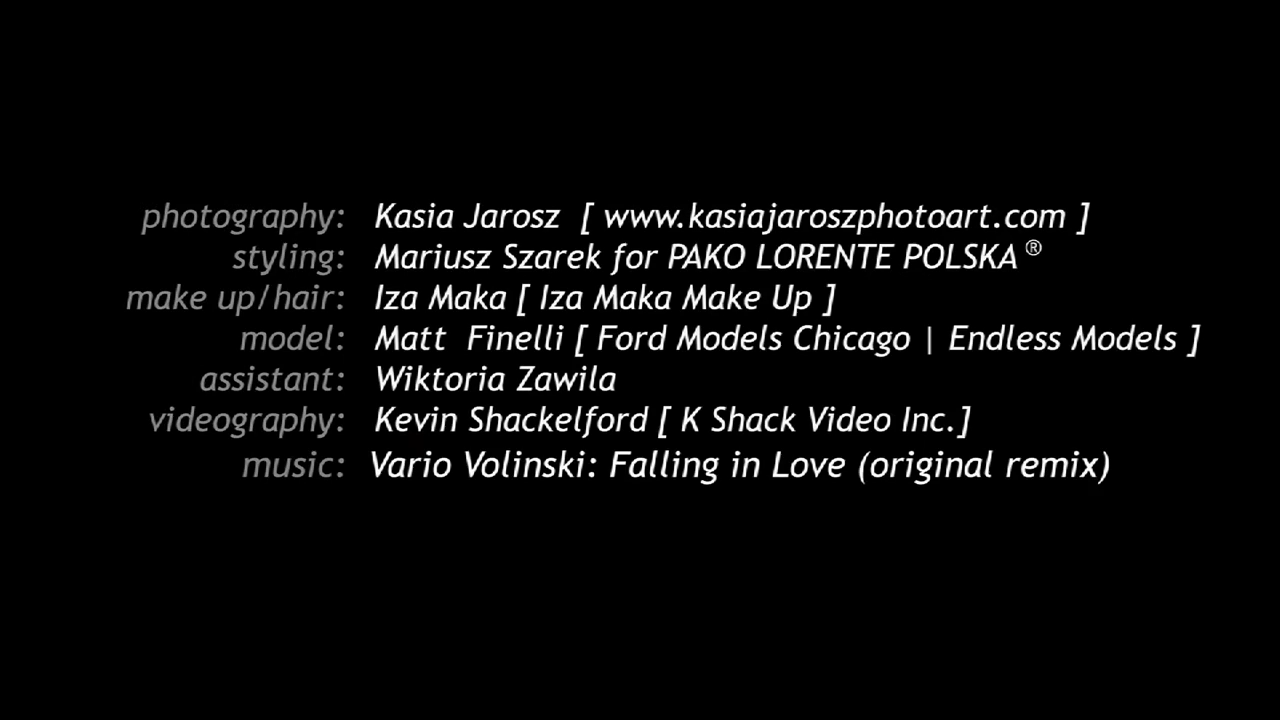 photography: Kasia Jarosz [ www.kasiajaroszphotoart.com ]
styling: Mariusz Szarek for PAKO LORENTE POLSKA ®
make up/hair: Iza Maka [ Iza Maka Make Up ]
model: Matt Finelli [ Ford Models Chicago | Endless Models ]
assistant: Wiktoria Zawila
videography: Kevin Shackelford [ K Shack Video Inc.]
music: Vario Volinski: Falling in Love (original remix)